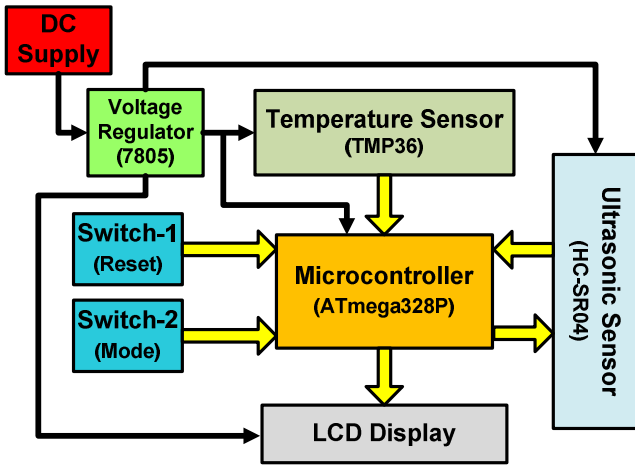 DC
Supply
Voltage
Regulator
(7805)
Temperature Sensor
(TMP36)
Switch-1
(Reset)
Switch-2
(Mode)
Microcontroller
(ATmega328P)
Ultrasonic Sensor
(HC-SR04)
LCD Display